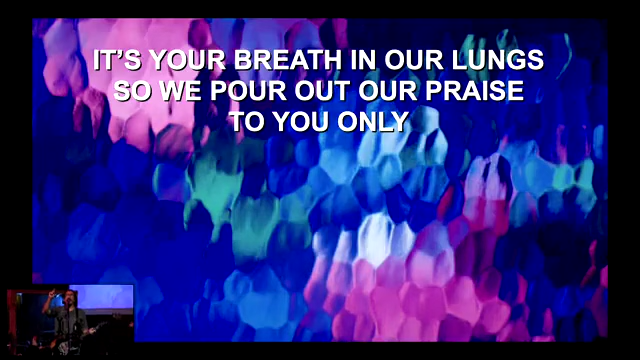 IT'S YOUR BREATH IN OUR LUNGS
SO WE POUR OUT OUR PRAISE
TO YOU ONLY